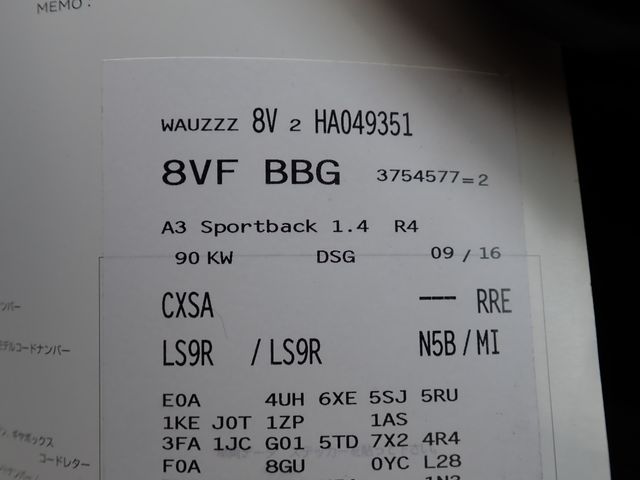 MEMO:
WAUZZZ 8V 2 HA049351
8VF BBG 3754577=2
A3 Sportback 1.4 R4
90 KW DSG 09 / 16
CXSA --- RRE
LS9R / LS9R N5B / MI
E0A 4UH 6XE 5SJ 5RU
1KE J0T 1ZP 1AS
3FA 1JC G01 5TD 7X2 4R4
F0A 8GU 0YC L28
ンバー
モデルコードナンバー
コードレター